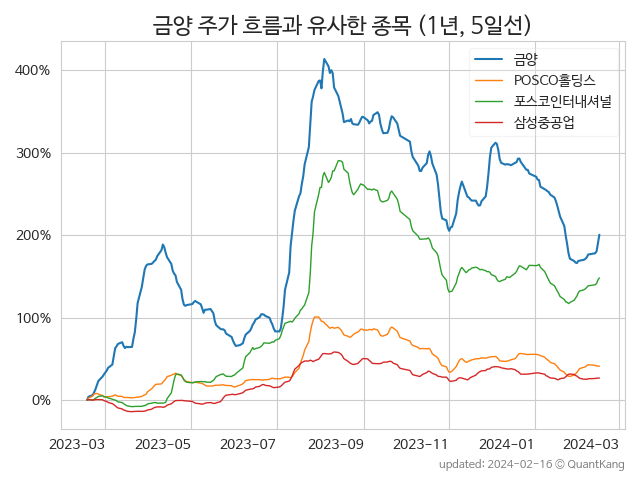 금양 주가 흐름과 유사한 종목 (1년, 5일선)
금양
POSCO홀딩스
포스코인터내셔널
삼성중공업
400%
300%
200%
100%
0%
2023-03 2023-05 2023-07 2023-09 2023-11 2024-01 2024-03
updated: 2024-02-16 © QuantKang